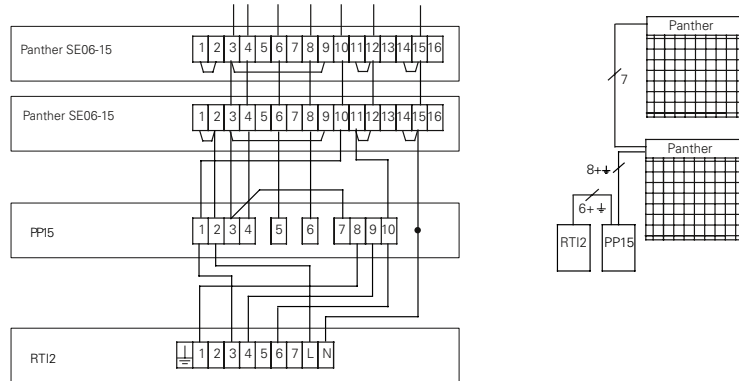 Panther SE06-15 1 2 3 4 5 6 7 8 9 10 11 12 13 14 15 16
Panther SE06-15 1 2 3 4 5 6 7 8 9 10 11 12 13 14 15 16
PP15 1 2 3 4 5 6 7 8 9 10
RTI2 1 2 3 4 5 6 7 L N
Panther
7
Panther
8+
6+
RTI2 PP15